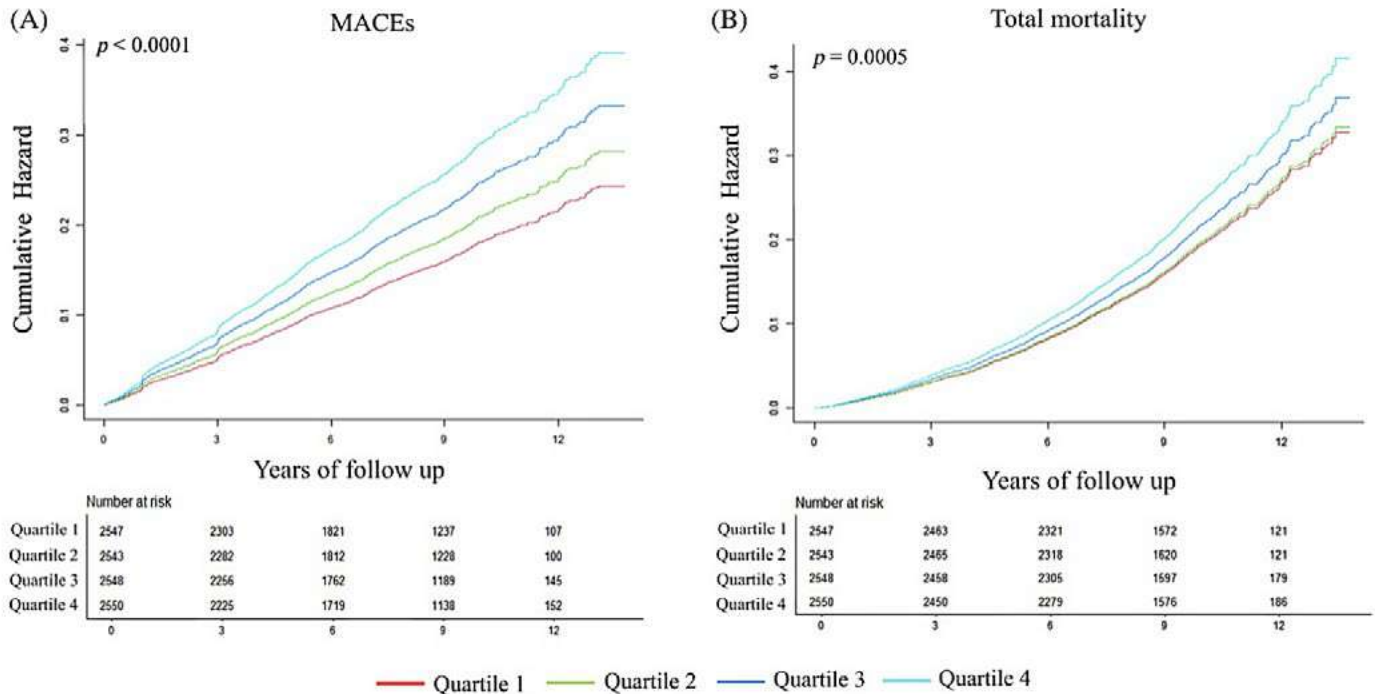 (A)
MACEs
p < 0.0001
0.4
0.3
0.2
0.1
0.0
Cumulative Hazard
0 3 6 9 12
Years of follow up
Number at risk
Quartile 1 2547 2303 1821 1237 107
Quartile 2 2543 2282 1812 1228 100
Quartile 3 2548 2256 1762 1189 145
Quartile 4 2550 2225 1719 1138 152
0 3 6 9 12
(B)
Total mortality
p = 0.0005
0.4
0.3
0.2
0.1
0.0
Cumulative Hazard
0 3 6 9 12
Years of follow up
Number at risk
Quartile 1 2547 2463 2321 1572 121
Quartile 2 2543 2465 2318 1620 121
Quartile 3 2548 2458 2305 1597 179
Quartile 4 2550 2450 2279 1576 186
0 3 6 9 12
Quartile 1 Quartile 2 Quartile 3 Quartile 4